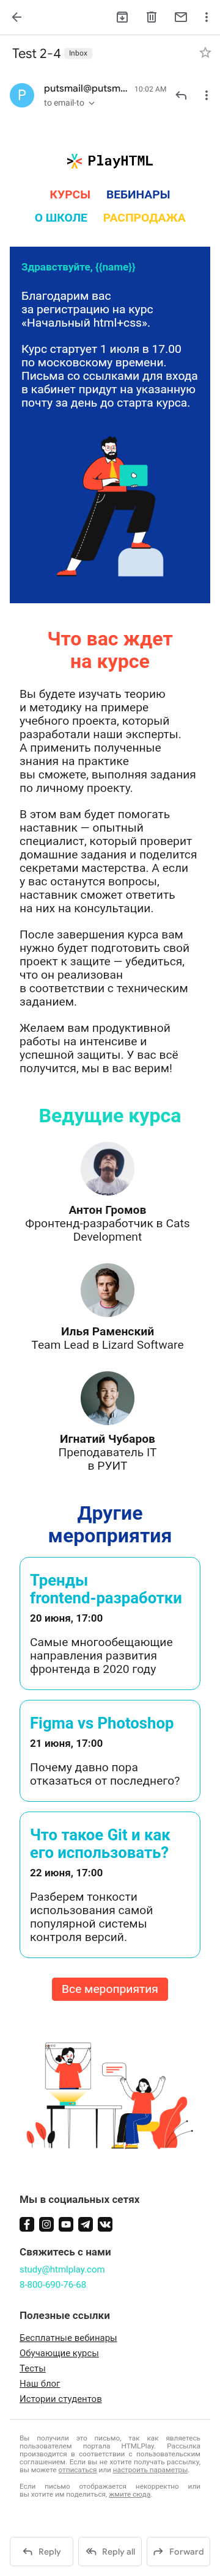 Test 2-4 Inbox
P
putsmail@putsm... 10:02 AM
to email-to
PlayHTML
КУРСЫ ВЕБИНАРЫ
О ШКОЛЕ РАСПРОДАЖА
Здравствуйте, {{name}}
Благодарим вас
за регистрацию на курс
«Начальный html+css».
Курс стартует 1 июля в 17.00
по московскому времени.
Письма со ссылками для входа
в кабинет придут на указанную
почту за день до старта курса.
Что вас ждет
на курсе
Вы будете изучать теорию
и методику на примере
учебного проекта, который
разработали наши эксперты.
А применить полученные
знания на практике
вы сможете, выполняя задания
по личному проекту.
В этом вам будет помогать
наставник — опытный
специалист, который проверит
домашние задания и поделится
секретами мастерства. А если
у вас останутся вопросы,
наставник сможет ответить
на них на консультации.
После завершения курса вам
нужно будет подготовить свой
проект к защите — убедиться,
что он реализован
в соответствии с техническим
заданием.
Желаем вам продуктивной
работы на интенсиве и
успешной защиты. У вас всё
получится, мы в вас верим!
Ведущие курса
Антон Громов
Фронтенд-разработчик в Cats
Development
Илья Раменский
Team Lead в Lizard Software
Игнатий Чубаров
Преподаватель IT
в РУИТ
Другие
мероприятия
Тренды
frontend-разработки
20 июня, 17:00
Самые многообещающие
направления развития
фронтенда в 2020 году
Figma vs Photoshop
21 июня, 17:00
Почему давно пора
отказаться от последнего?
Что такое Git и как
его использовать?
22 июня, 17:00
Разберем тонкости
использования самой
популярной системы
контроля версий.
Все мероприятия
Мы в социальных сетях
Свяжитесь с нами
study@htmlplay.com
8-800-690-76-68
Полезные ссылки
Бесплатные вебинары
Обучающие курсы
Тесты
Наш блог
Истории студентов
Вы получили это письмо, так как являетесь
пользователем портала HTMLPlay. Рассылка
производится в соответствии с пользовательским
соглашением. Если вы не хотите получать рассылку,
вы можете отписаться или настроить параметры.
Если письмо отображается некорректно или
вы хотите им поделиться, жмите сюда.
Reply Reply all Forward